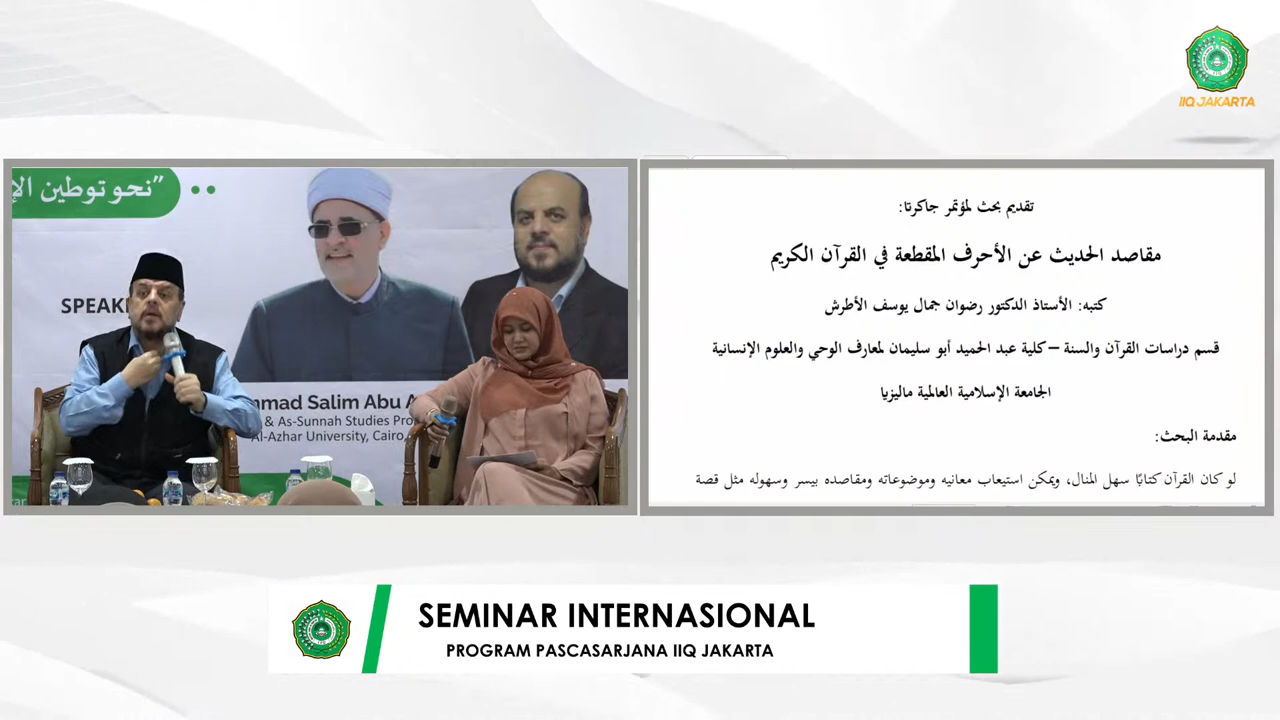 IIQ JAKARTA
"نحو توطين الإ
SPEAK
mmad Salim Abu A
& As-Sunnah Studies Pro
Al-Azhar University, Cairo,
تقديم بحث لمؤتمر جاكرتا:
مقاصد الحديث عن الأحرف المقطعة في القرآن الكريم
كتبه: الأستاذ الدكتور رضوان جمال يوسف الأطرش
قسم دراسات القرآن والسنة – كلية عبد الحميد أبو سليمان لمعارف الوحي والعلوم الإنسانية
الجامعة الإسلامية العالمية ماليزيا
مقدمة البحث:
لو كان القرآن كتابًا سهل المنال، ويمكن استيعاب معانيه وموضوعاته ومقاصده بيسر وسهوله مثل قصة
SEMINAR INTERNASIONAL
PROGRAM PASCASARJANA IIQ JAKARTA